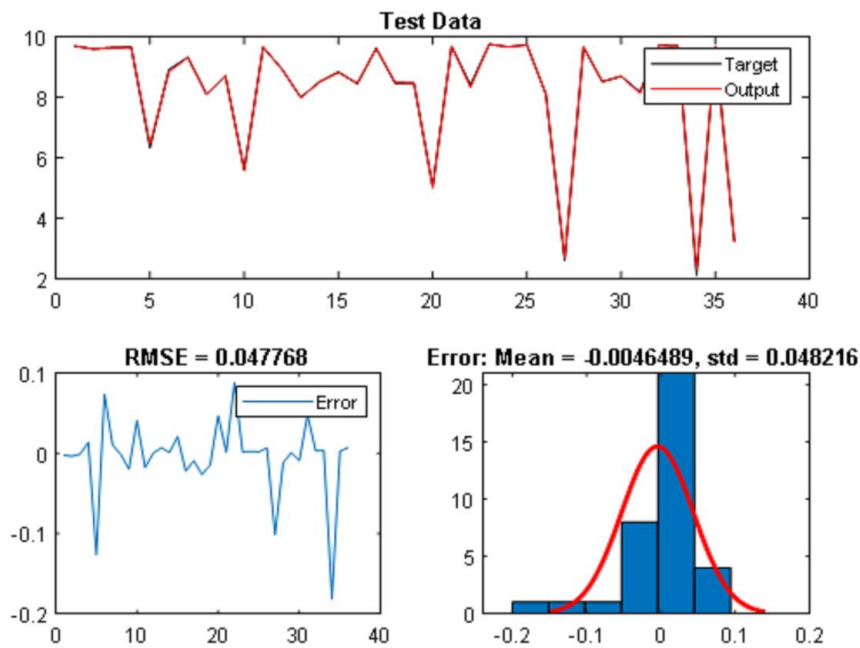 Test Data
10
8
6
4
2
Target
Output
0 5 10 15 20 25 30 35 40
RMSE = 0.047768
0.1
0
-0.1
-0.2
Error
0 10 20 30 40
Error: Mean = -0.0046489, std = 0.048216
20
15
10
5
0
-0.2 -0.1 0 0.1 0.2